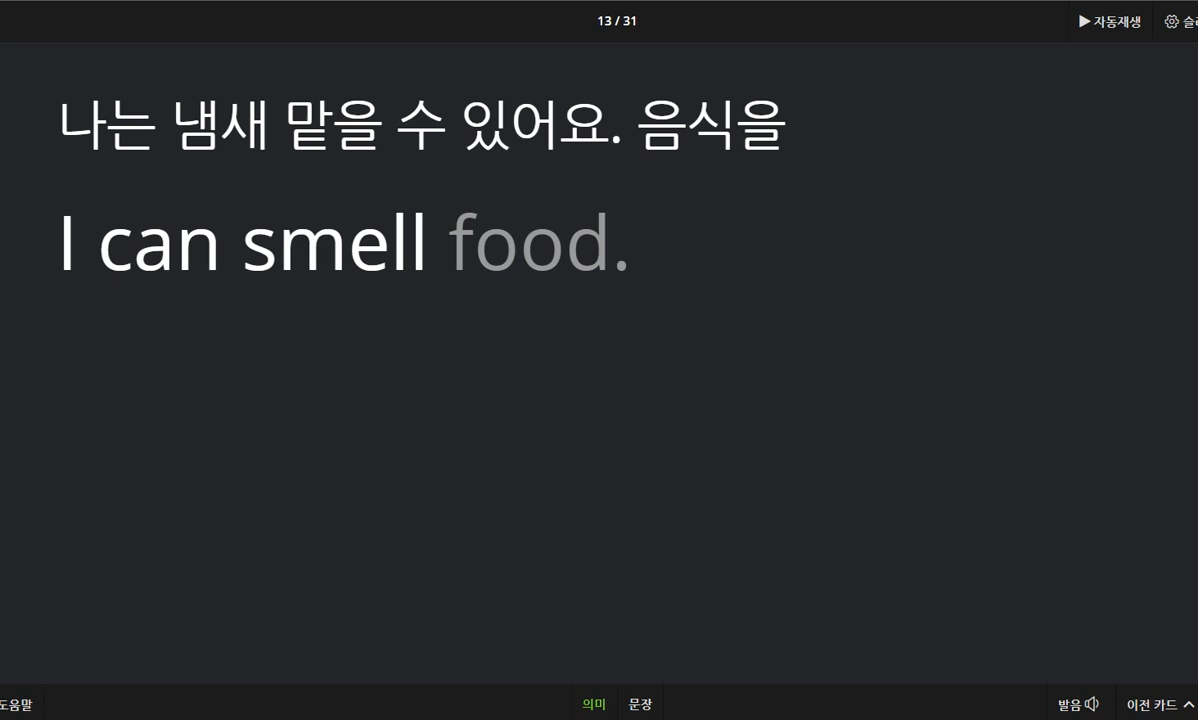 13 / 31
▶ 자동재생
나는 냄새 맡을 수 있어요. 음식을
I can smell food.
도움말
의미
문장
발음
이전 카드